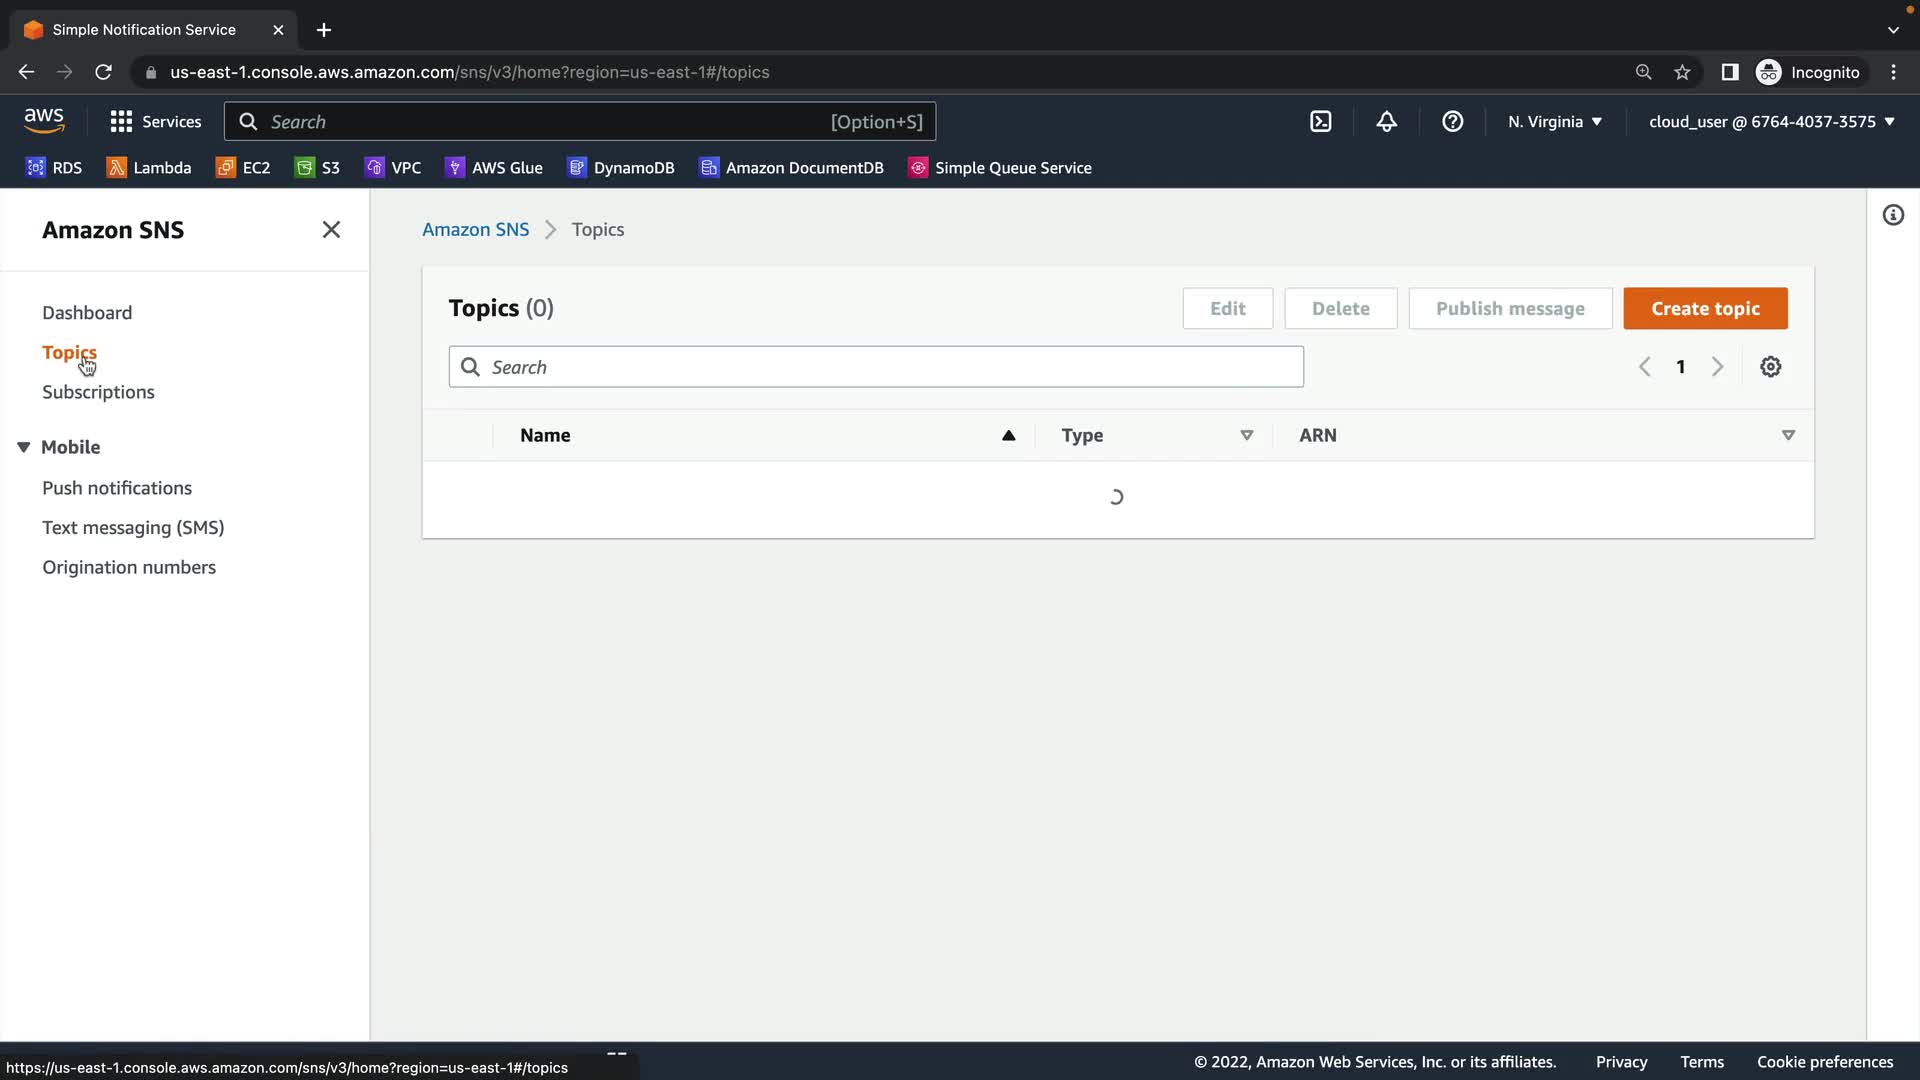 Simple Notification Service
us-east-1.console.aws.amazon.com/sns/v3/home?region=us-east-1#/topics
Incognito
aws
Services
Search
[Option+S]
N. Virginia
cloud_user @ 6764-4037-3575
RDS
Lambda
EC2
S3
VPC
AWS Glue
DynamoDB
Amazon DocumentDB
Simple Queue Service
Amazon SNS
Dashboard
Topics
Subscriptions
Mobile
Push notifications
Text messaging (SMS)
Origination numbers
Amazon SNS
Topics
Topics (0)
Edit
Delete
Publish message
Create topic
Search
1
Name
Type
ARN
https://us-east-1.console.aws.amazon.com/sns/v3/home?region=us-east-1#/topics
© 2022, Amazon Web Services, Inc. or its affiliates.
Privacy
Terms
Cookie preferences